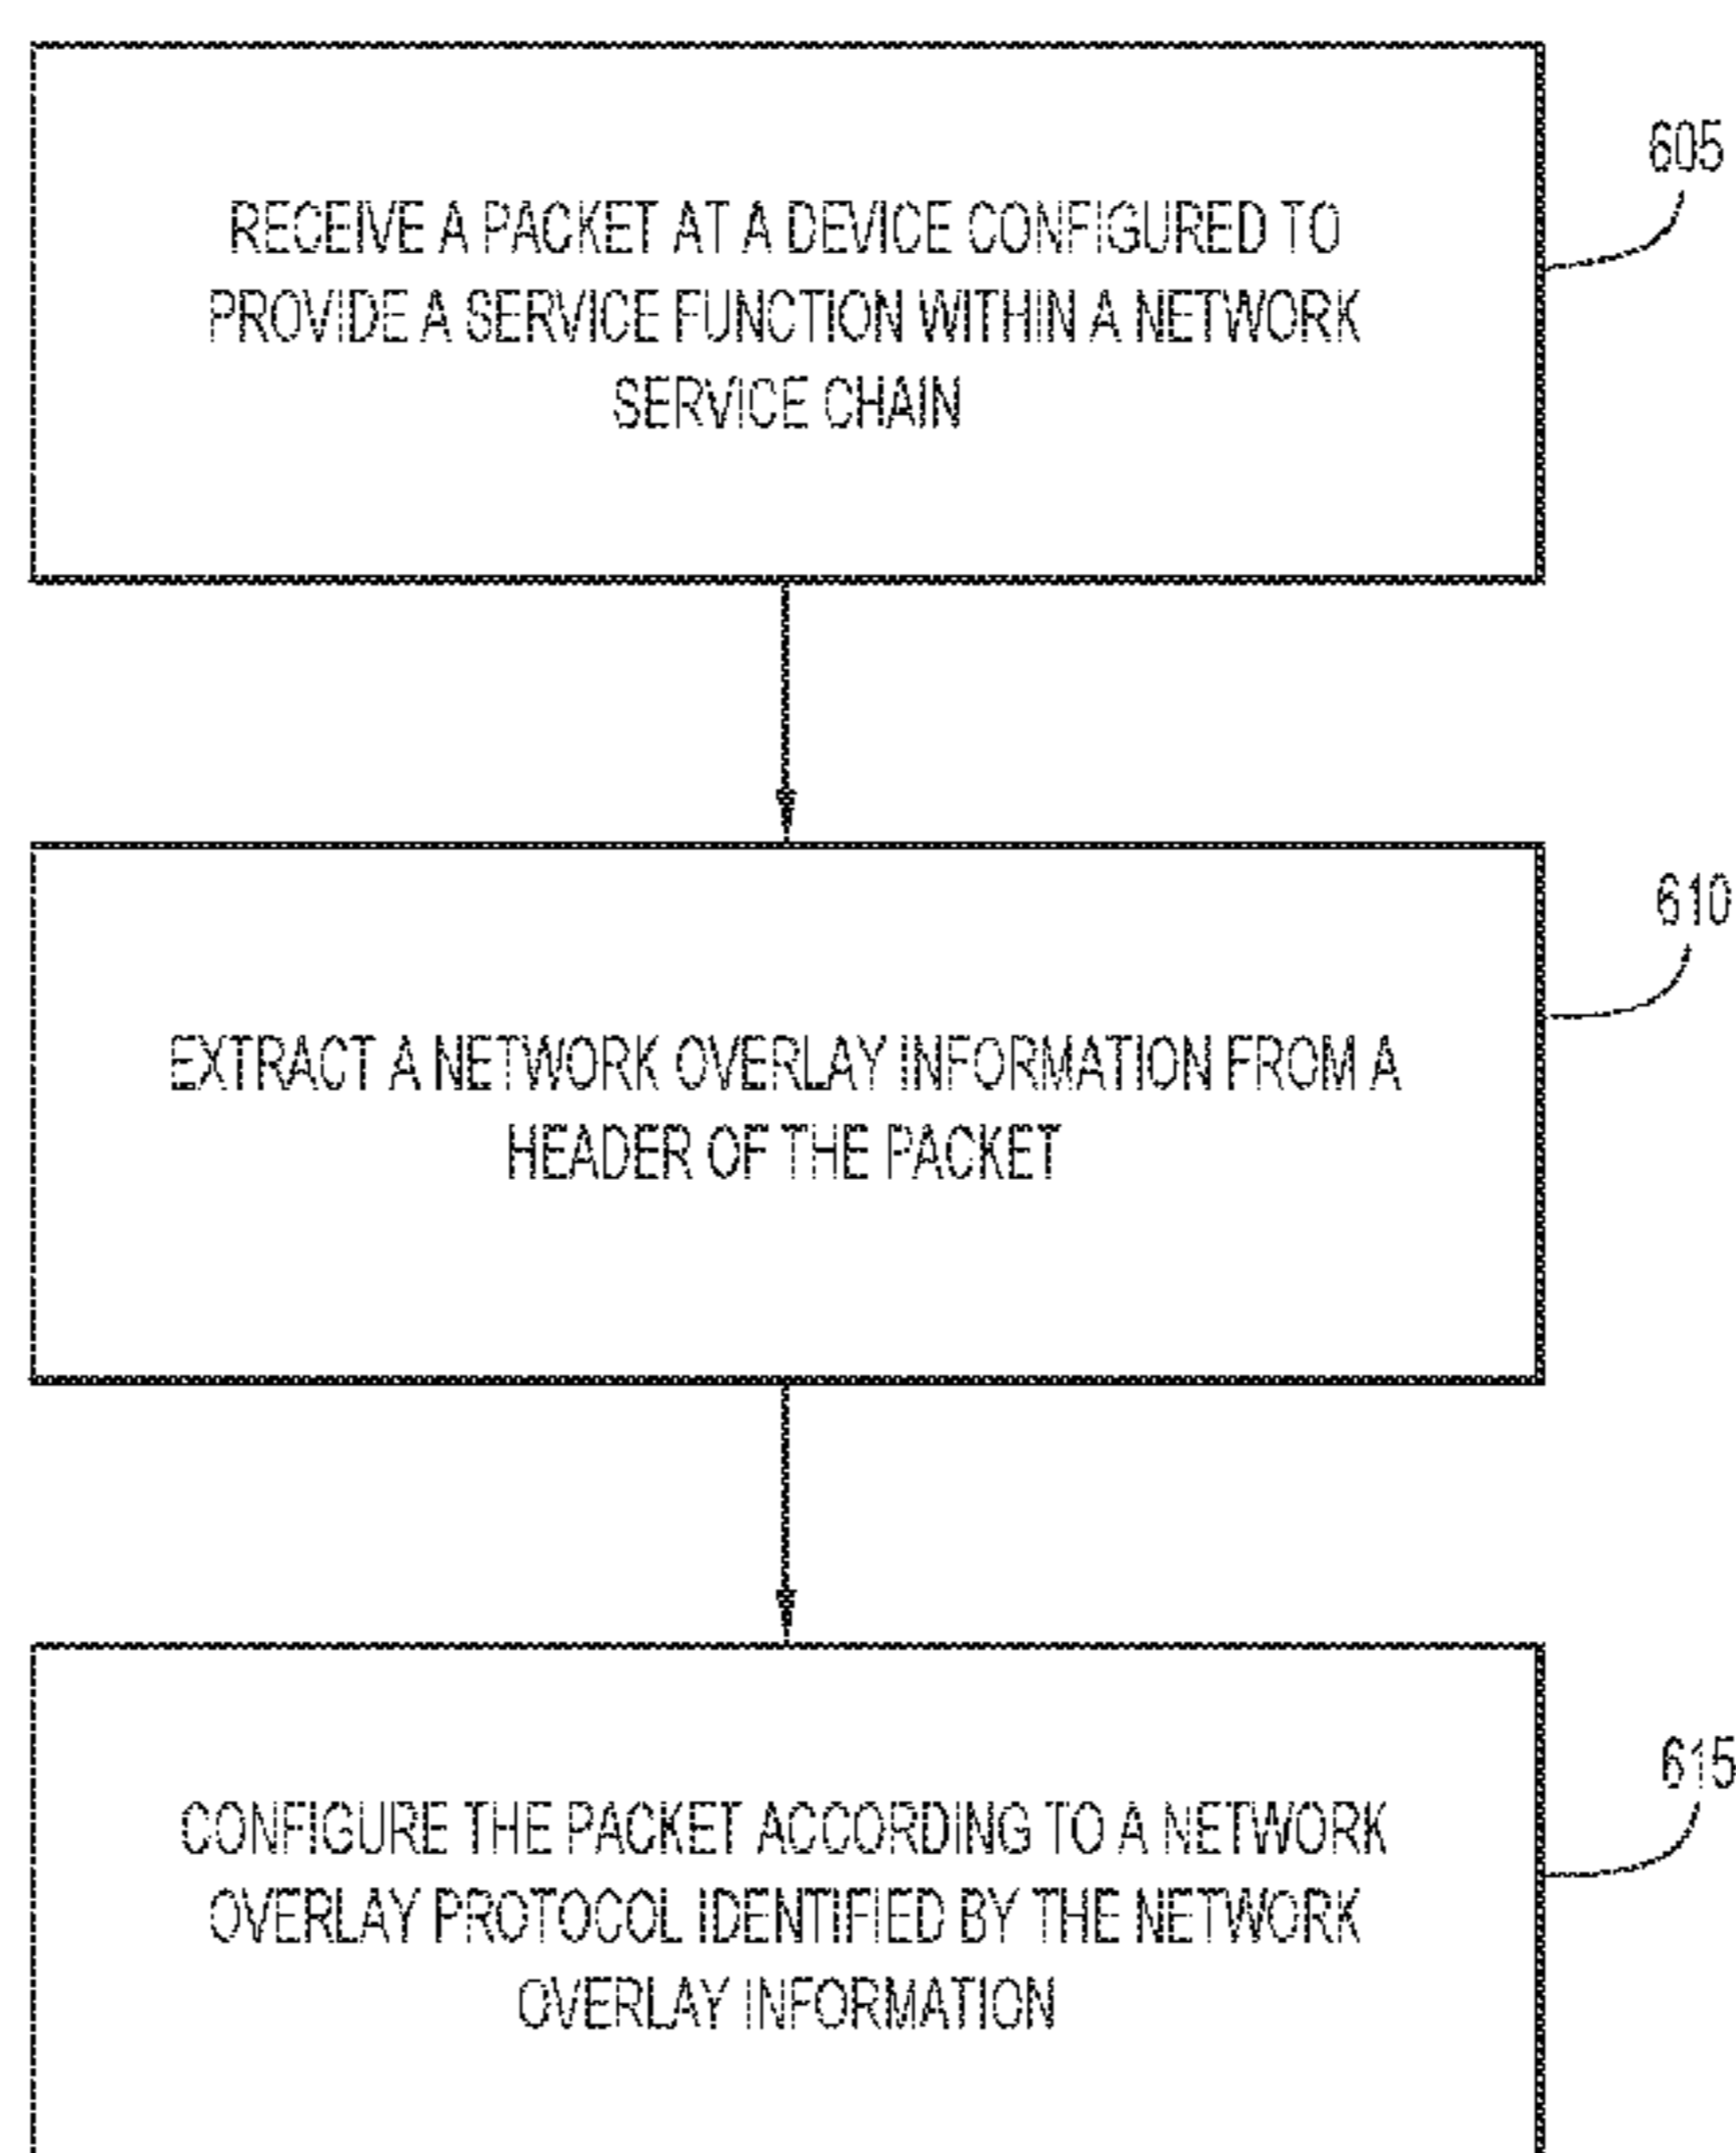 605
RECEIVE A PACKET AT A DEVICE CONFIGURED TO
PROVIDE A SERVICE FUNCTION WITHIN A NETWORK
SERVICE CHAIN
610
EXTRACT A NETWORK OVERLAY INFORMATION FROM A
HEADER OF THE PACKET
615
CONFIGURE THE PACKET ACCORDING TO A NETWORK
OVERLAY PROTOCOL IDENTIFIED BY THE NETWORK
OVERLAY INFORMATION